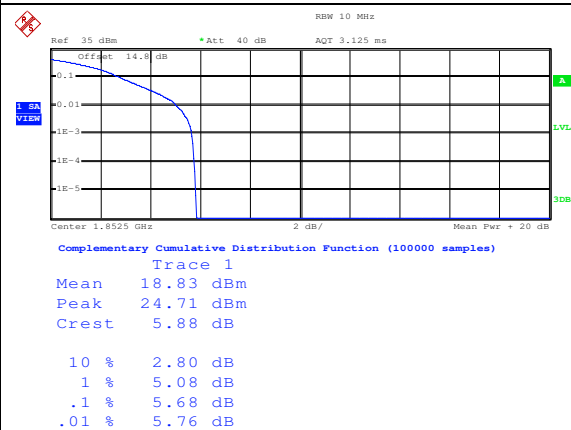 RBW 10 MHz
Ref 35 dBm *Att 40 dB AQT 3.125 ms
Offset 14.8 dB
0.1
0.01
1E-3
1E-4
1E-5
R S
1 SA
VIEW
A
LVL
3DB
Center 1.8525 GHz 2 dB/ Mean Pwr + 20 dB
Complementary Cumulative Distribution Function (100000 samples)
Trace 1
Mean 18.83 dBm
Peak 24.71 dBm
Crest 5.88 dB
10 % 2.80 dB
1 % 5.08 dB
.1 % 5.68 dB
.01 % 5.76 dB